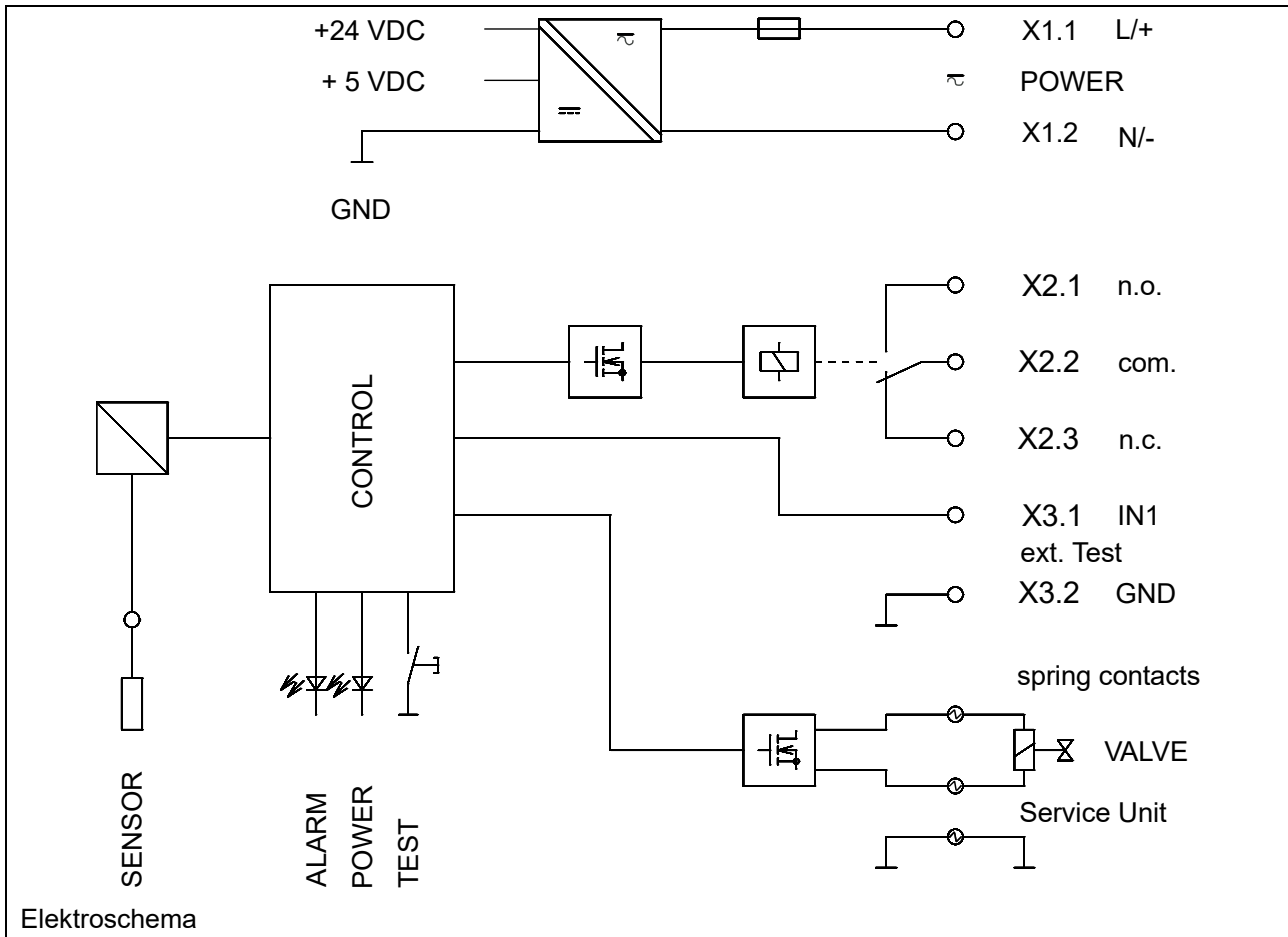 +24 VDC
X1.1 L/+
+ 5 VDC
POWER
X1.2 N/-
GND
X2.1 n.o.
X2.2 com.
X2.3 n.c.
CONTROL
X3.1 IN1
ext. Test
X3.2 GND
spring contacts
VALVE
Service Unit
SENSOR
ALARM
POWER
TEST
Elektroschema